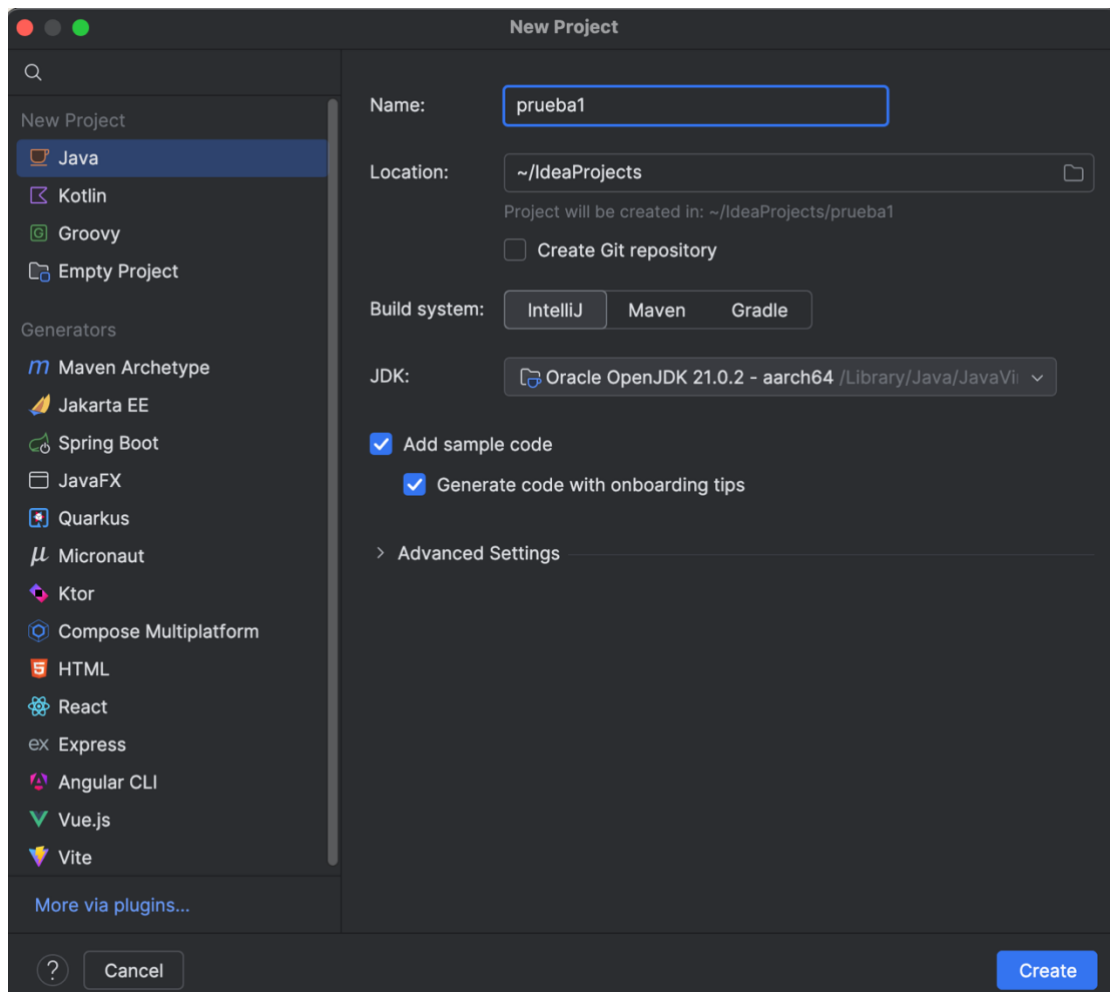 New Project
New Project
Java
Kotlin
Groovy
Empty Project
Generators
Maven Archetype
Jakarta EE
Spring Boot
JavaFX
Quarkus
Micronaut
Ktor
Compose Multiplatform
HTML
React
ex Express
Angular CLI
Vue.js
Vite
More via plugins...
? Cancel
Name: prueba1
Location: ~/IdeaProjects
Project will be created in: ~/IdeaProjects/prueba1
Create Git repository
Build system: IntelliJ Maven Gradle
JDK: Oracle OpenJDK 21.0.2 - aarch64 /Library/Java/JavaVi
Add sample code
Generate code with onboarding tips
Advanced Settings
Create